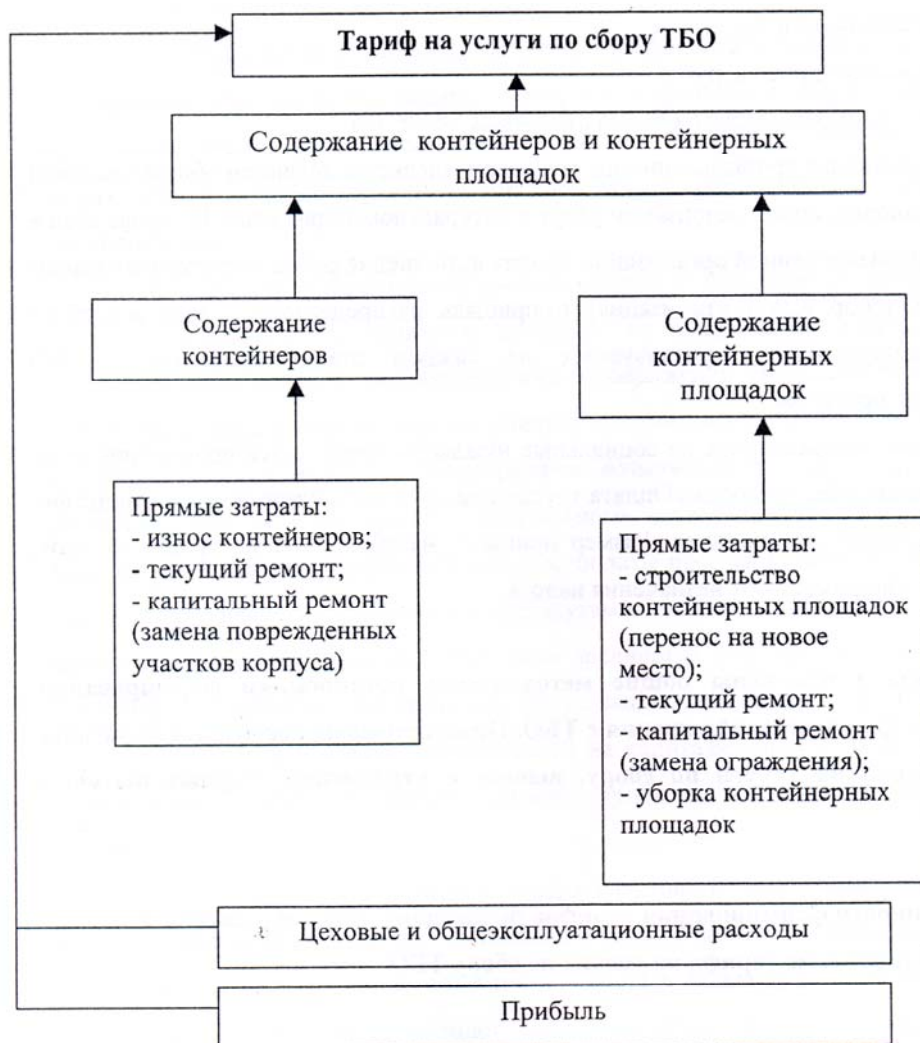 Тариф на услуги по сбору ТБО
Содержание контейнеров и контейнерных
площадок
Содержание
контейнеров
Содержание
контейнерных
площадок
Прямые затраты:
- износ контейнеров;
- текущий ремонт;
- капитальный ремонт
(замена поврежденных
участков корпуса)
Прямые затраты:
- строительство
контейнерных площадок
(перенос на новое
место);
- текущий ремонт;
- капитальный ремонт
(замена ограждения);
- уборка контейнерных
площадок
Цеховые и общеэксплуатационные расходы
Прибыль